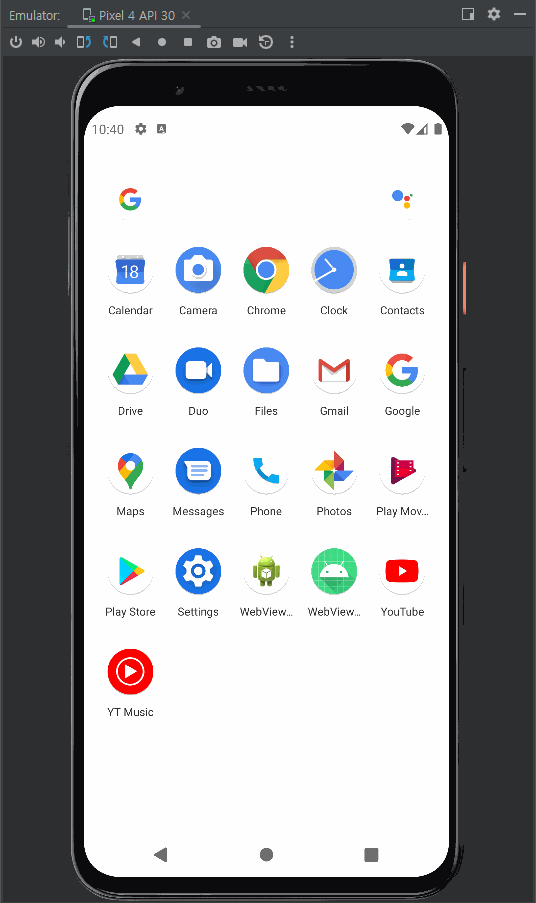 Emulator: Pixel 4 API 30
10:40 A
G
18
Calendar Camera Chrome Clock Contacts
Drive Duo Files Gmail Google
Maps Messages Phone Photos Play Mov...
Play Store Settings WebView... WebView... YouTube
YT Music